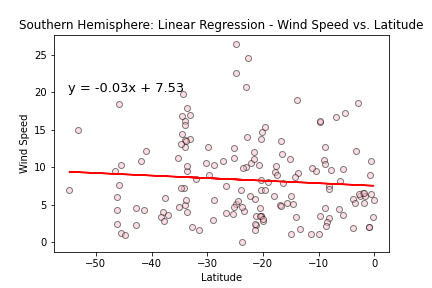 Southern Hemisphere: Linear Regression - Wind Speed vs. Latitude
25
y = -0.03x + 7.53
20
15
10
5
0
Wind Speed
−50 −40 −30 −20 −10 0
Latitude